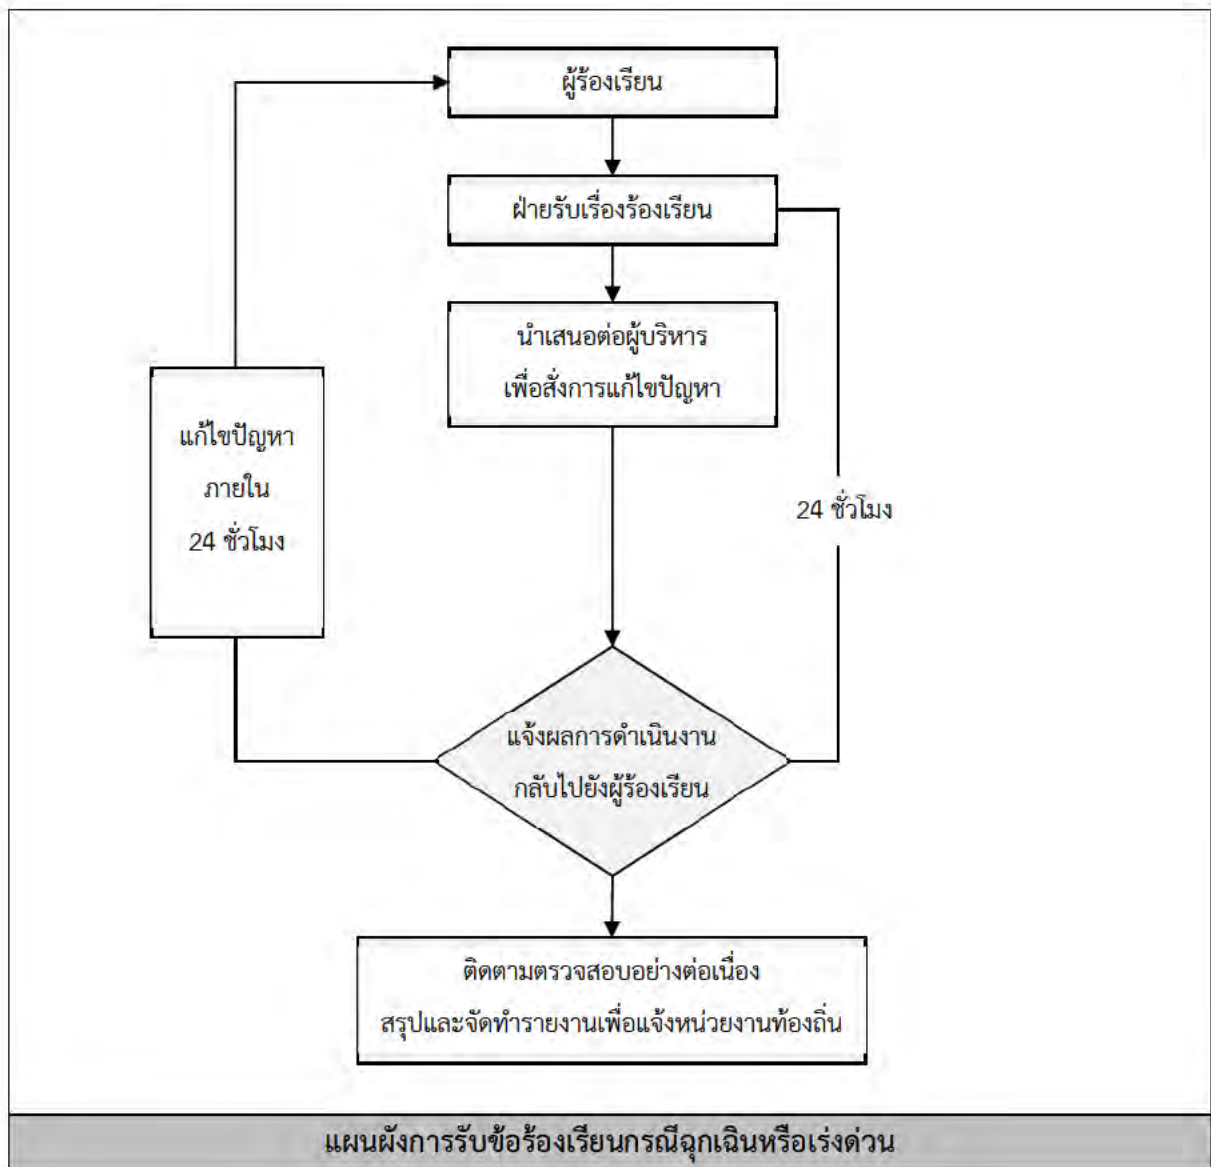 ผู้ร้องเรียน
ฝ่ายรับเรื่องร้องเรียน
นำเสนอต่อผู้บริหาร
เพื่อสั่งการแก้ไขปัญหา
แก้ไขปัญหา
ภายใน
24 ชั่วโมง
24 ชั่วโมง
แจ้งผลการดำเนินงาน
กลับไปยังผู้ร้องเรียน
ติดตามตรวจสอบอย่างต่อเนื่อง
สรุปและจัดทำรายงานเพื่อแจ้งหน่วยงานท้องถิ่น
แผนผังการรับข้อร้องเรียนกรณีฉุกเฉินหรือเร่งด่วน